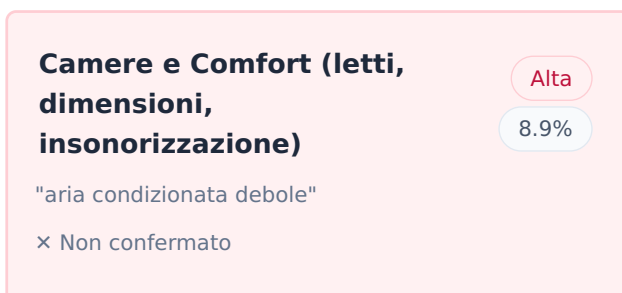 Camere e Comfort (letti,
dimensioni,
insonorizzazione)
Alta
8.9%
"aria condizionata debole"
✕ Non confermato